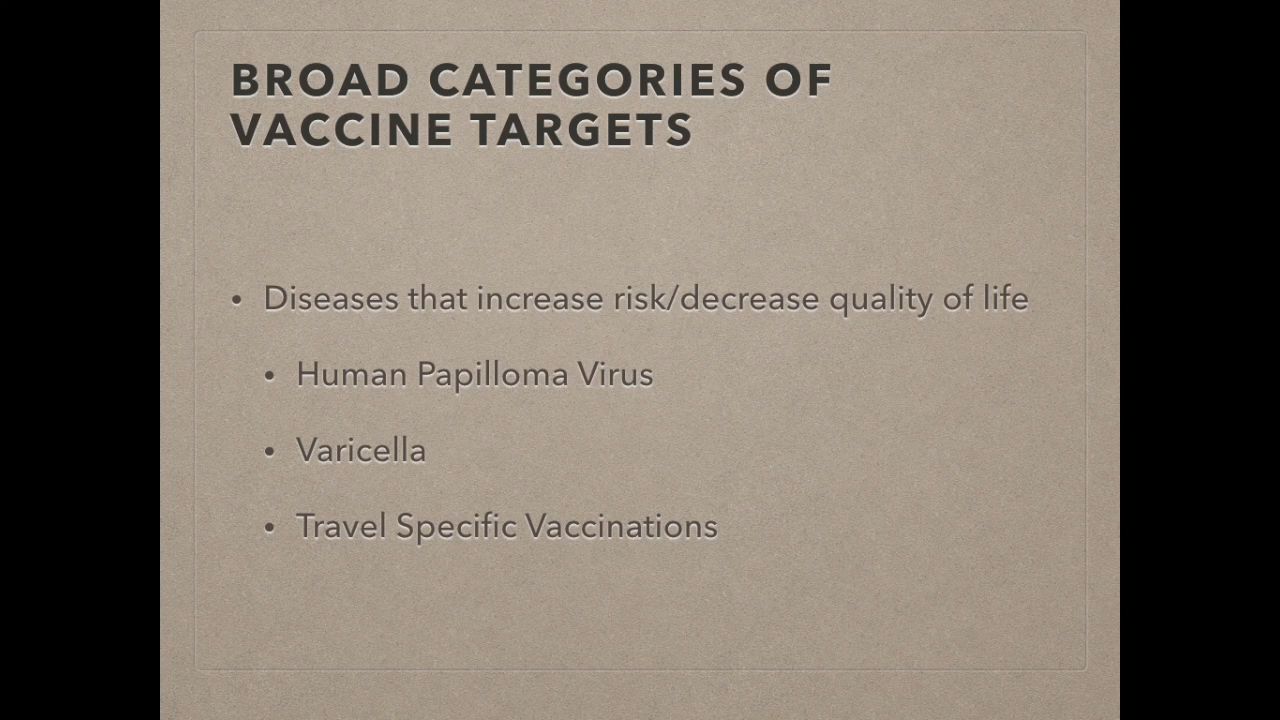 BROAD CATEGORIES OF
VACCINE TARGETS
• Diseases that increase risk/decrease quality of life
• Human Papilloma Virus
• Varicella
• Travel Specific Vaccinations